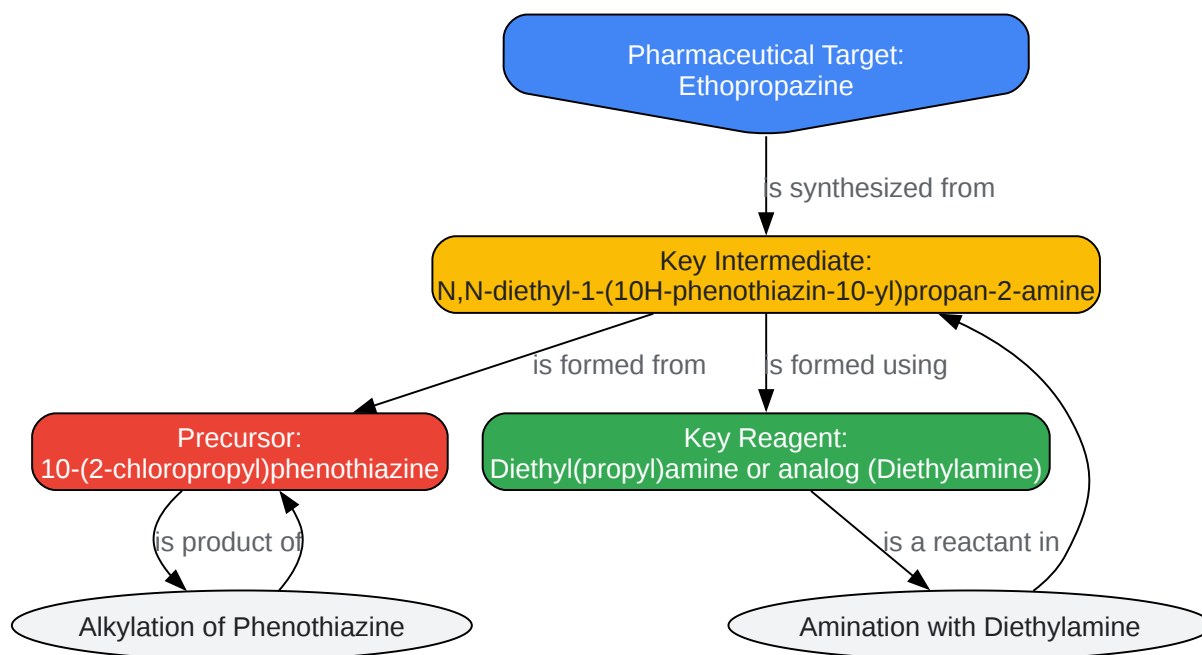 Pharmaceutical Target:
Ethopropazine
is synthesized from
Key Intermediate:
N,N-diethyl-1-(10H-phenothiazin-10-yl)propan-2-amine
is formed from
is formed using
Precursor:
10-(2-chloropropyl)phenothiazine
Key Reagent:
Diethyl(propyl)amine or analog (Diethylamine)
is product of
is a reactant in
Alkylation of Phenothiazine
Amination with Diethylamine